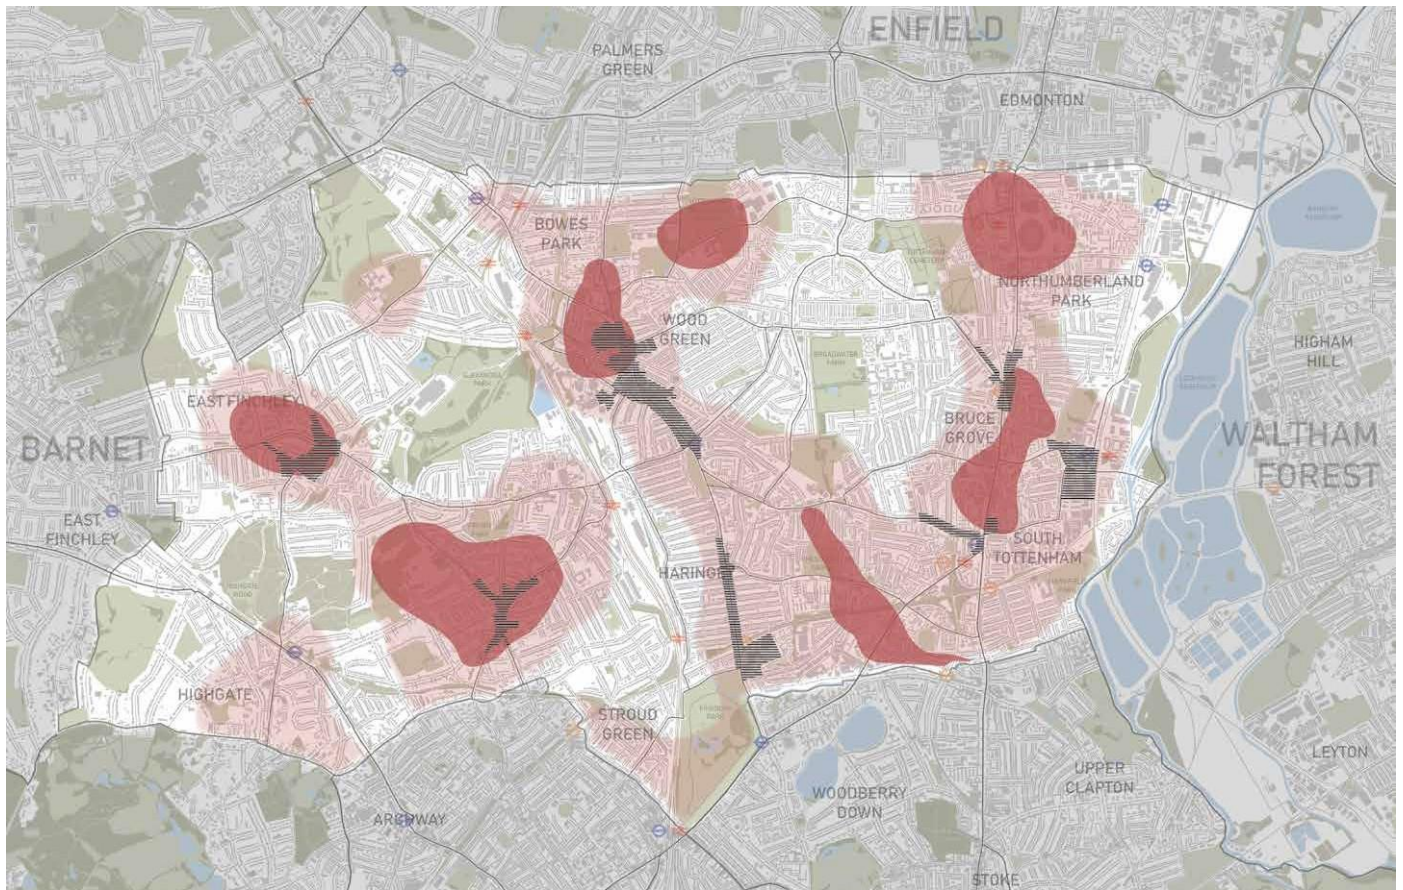 ENFIELD
PALMERS
GREEN
EDMONTON
BOWES
PARK
NORTHUMBERLAND
PARK
WOOD
GREEN
HIGHAM
HILL
EAST FINCHLEY
BRUCE
GROVE
BARNET
WALTHAM
FOREST
EAST
FINCHLEY
SOUTH
TOTTENHAM
HARINGE
HIGHGATE
STROUD
GREEN
LEYTON
UPPER
CLAPTON
WOODBERRY
DOWN
ARCHWAY
STOKE